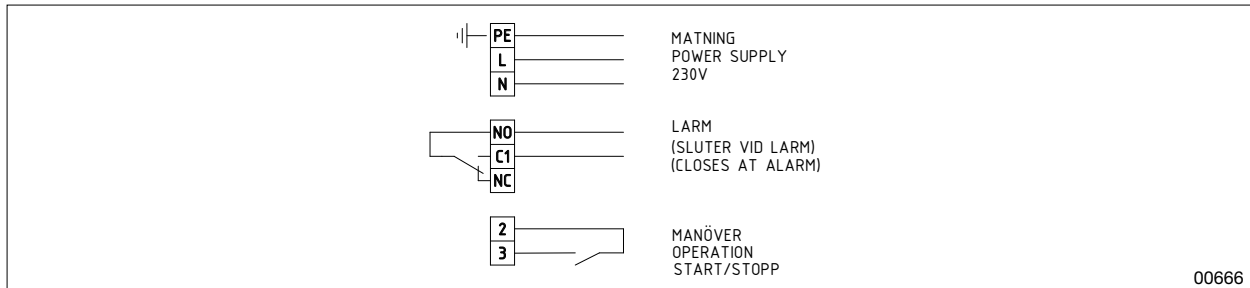 PE
L
N
MATNING
POWER SUPPLY
230V
NO
C1
NC
LARM
(SLUTER VID LARM)
(CLOSES AT ALARM)
2
3
MANÖVER
OPERATION
START/STOPP
00666